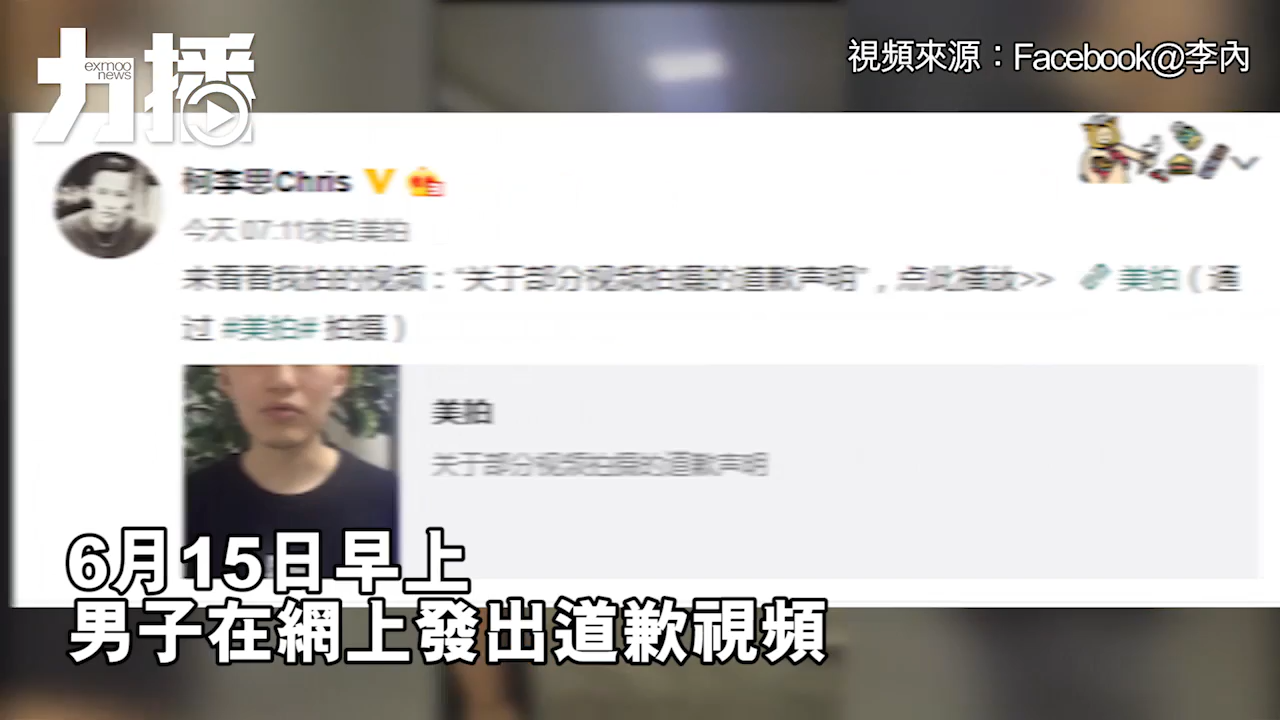 力播
exmoo
news
視頻來源：Facebook@李內
柯李思Chris
今天 07:11来自美拍
来看看我拍的视频："关于部分视频拍摄的道歉声明"，点此播放>> 美拍（通
过 #美拍# 拍摄）
美拍
关于部分视频拍摄的道歉声明
6月15日早上
男子在網上發出道歉視頻